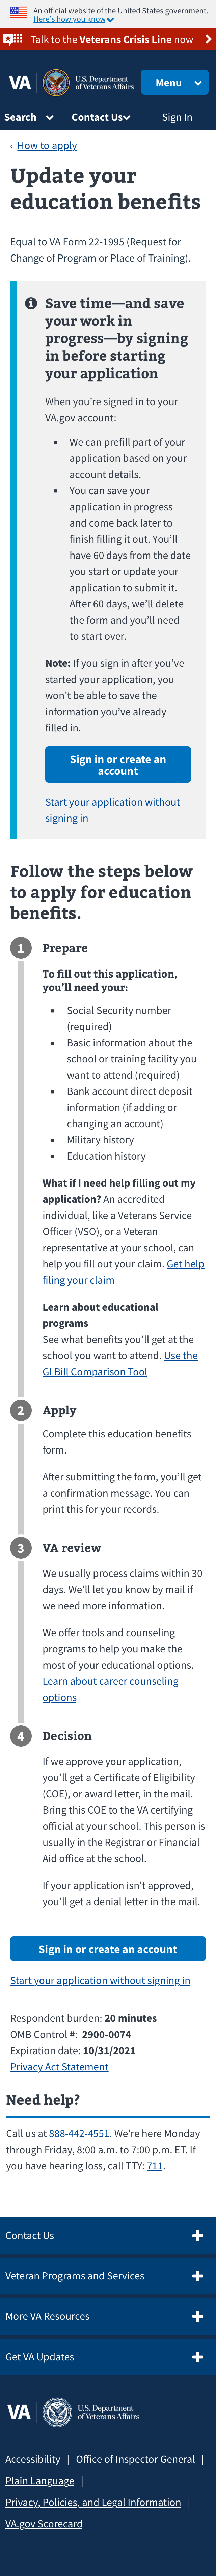 An official website of the United States government.
Here's how you know
Talk to the Veterans Crisis Line now
VA
U.S. Department
of Veterans Affairs
Menu
Search
Contact Us
Sign In
‹ How to apply
Update your
education benefits
Equal to VA Form 22-1995 (Request for
Change of Program or Place of Training).
Save time—and save
your work in
progress—by signing
in before starting
your application
When you're signed in to your
VA.gov account:
▪ We can prefill part of your
application based on your
account details.
▪ You can save your
application in progress
and come back later to
finish filling it out. You'll
have 60 days from the date
you start or update your
application to submit it.
After 60 days, we'll delete
the form and you'll need
to start over.
Note: If you sign in after you've
started your application, you
won't be able to save the
information you've already
filled in.
Sign in or create an
account
Start your application without
signing in
Follow the steps below
to apply for education
benefits.
1 Prepare
To fill out this application,
you'll need your:
▪ Social Security number
(required)
▪ Basic information about the
school or training facility you
want to attend (required)
▪ Bank account direct deposit
information (if adding or
changing an account)
▪ Military history
▪ Education history
What if I need help filling out my
application? An accredited
individual, like a Veterans Service
Officer (VSO), or a Veteran
representative at your school, can
help you fill out your claim. Get help
filing your claim
Learn about educational
programs
See what benefits you'll get at the
school you want to attend. Use the
GI Bill Comparison Tool
2 Apply
Complete this education benefits
form.
After submitting the form, you'll get
a confirmation message. You can
print this for your records.
3 VA review
We usually process claims within 30
days. We'll let you know by mail if
we need more information.
We offer tools and counseling
programs to help you make the
most of your educational options.
Learn about career counseling
options
4 Decision
If we approve your application,
you'll get a Certificate of Eligibility
(COE), or award letter, in the mail.
Bring this COE to the VA certifying
official at your school. This person is
usually in the Registrar or Financial
Aid office at the school.
If your application isn't approved,
you'll get a denial letter in the mail.
Sign in or create an account
Start your application without signing in
Respondent burden: 20 minutes
OMB Control #: 2900-0074
Expiration date: 10/31/2021
Privacy Act Statement
Need help?
Call us at 888-442-4551. We're here Monday
through Friday, 8:00 a.m. to 7:00 p.m. ET. If
you have hearing loss, call TTY: 711.
Contact Us
Veteran Programs and Services
More VA Resources
Get VA Updates
VA
U.S. Department
of Veterans Affairs
Accessibility | Office of Inspector General |
Plain Language |
Privacy, Policies, and Legal Information |
VA.gov Scorecard